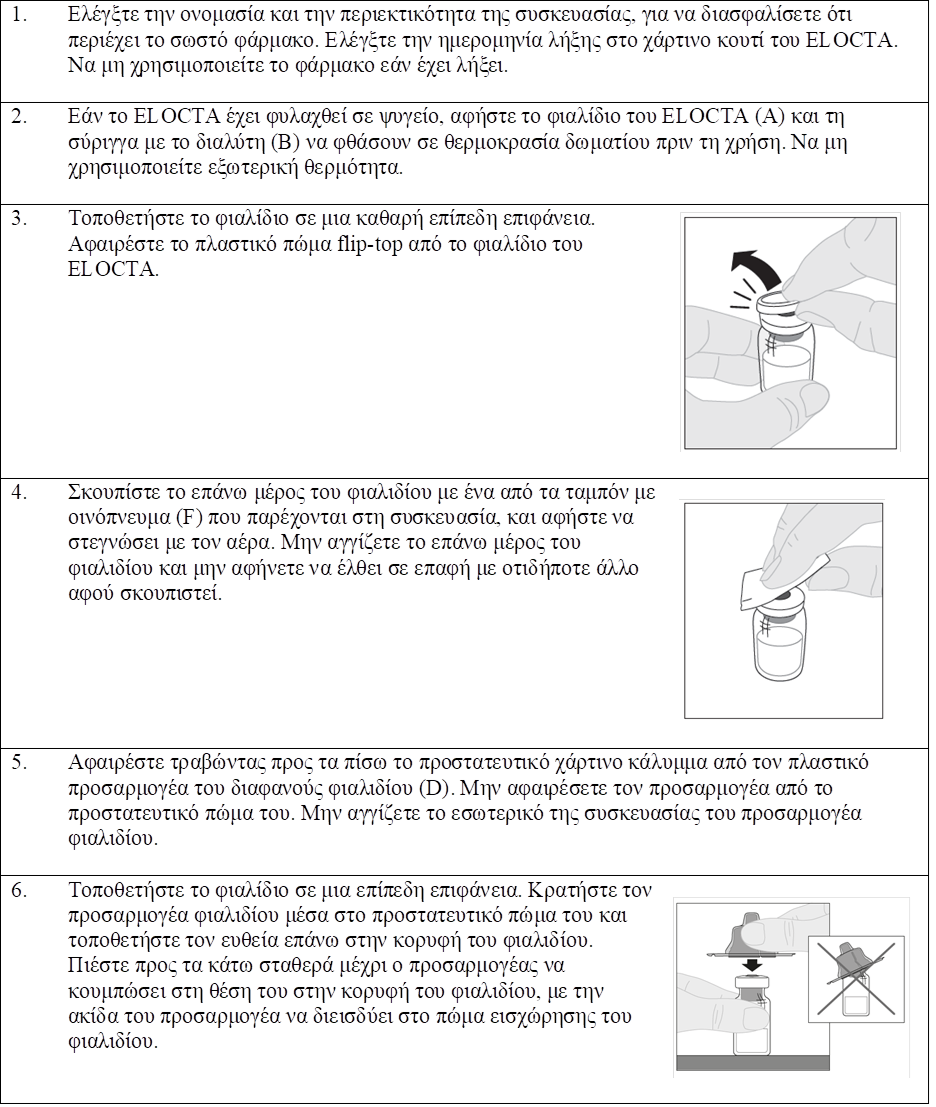 1. Ελέγξτε την ονομασία και την περιεκτικότητα της συσκευασίας, για να διασφαλίσετε ότι
περιέχει το σωστό φάρμακο. Ελέγξτε την ημερομηνία λήξης στο χάρτινο κουτί του ELOCTA.
Να μη χρησιμοποιείτε το φάρμακο εάν έχει λήξει.
2. Εάν το ELOCTA έχει φυλαχθεί σε ψυγείο, αφήστε το φιαλίδιο του ELOCTA (A) και τη
σύριγγα με το διαλύτη (B) να φθάσουν σε θερμοκρασία δωματίου πριν τη χρήση. Να μη
χρησιμοποιείτε εξωτερική θερμότητα.
3. Τοποθετήστε το φιαλίδιο σε μια καθαρή επίπεδη επιφάνεια.
Αφαιρέστε το πλαστικό πώμα flip-top από το φιαλίδιο του
ELOCTA.
4. Σκουπίστε το επάνω μέρος του φιαλιδίου με ένα από τα ταμπόν με
οινόπνευμα (F) που παρέχονται στη συσκευασία, και αφήστε να
στεγνώσει με τον αέρα. Μην αγγίζετε το επάνω μέρος του
φιαλιδίου και μην αφήνετε να έλθει σε επαφή με οτιδήποτε άλλο
αφού σκουπιστεί.
5. Αφαιρέστε τραβώντας προς τα πίσω το προστατευτικό χάρτινο κάλυμμα από τον πλαστικό
προσαρμογέα του διαφανούς φιαλιδίου (D). Μην αφαιρέσετε τον προσαρμογέα από το
προστατευτικό πώμα του. Μην αγγίζετε το εσωτερικό της συσκευασίας του προσαρμογέα
φιαλιδίου.
6. Τοποθετήστε το φιαλίδιο σε μια επίπεδη επιφάνεια. Κρατήστε τον
προσαρμογέα φιαλιδίου μέσα στο προστατευτικό πώμα του και
τοποθετήστε τον ευθεία επάνω στην κορυφή του φιαλιδίου.
Πιέστε προς τα κάτω σταθερά μέχρι ο προσαρμογέας να
κουμπώσει στη θέση του στην κορυφή του φιαλιδίου, με την
ακίδα του προσαρμογέα να διεισδύει στο πώμα εισχώρησης του
φιαλιδίου.